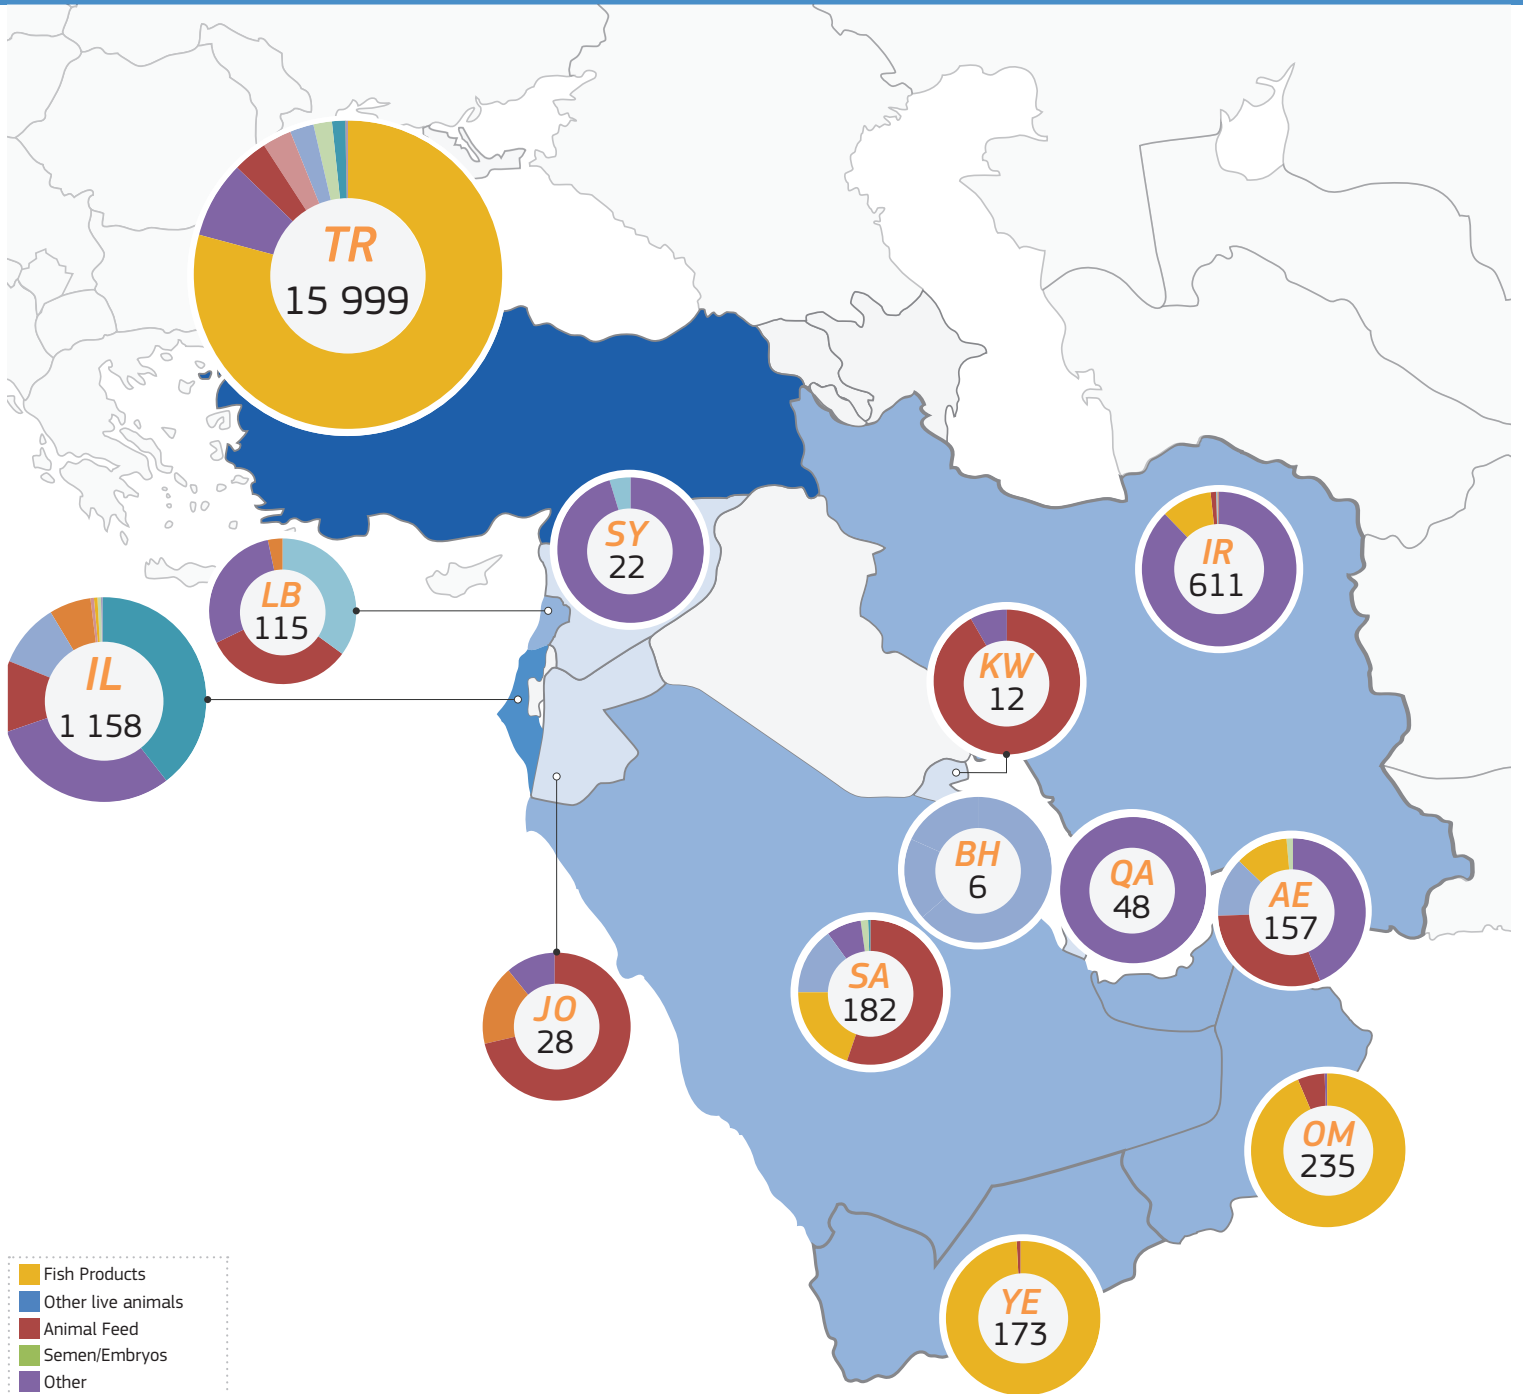 TR
15 999
SY
22
IR
611
LB
115
IL
1 158
KW
12
BH
6
QA
48
AE
157
SA
182
JO
28
OM
235
YE
173
Fish Products
Other live animals
Animal Feed
Semen/Embryos
Other